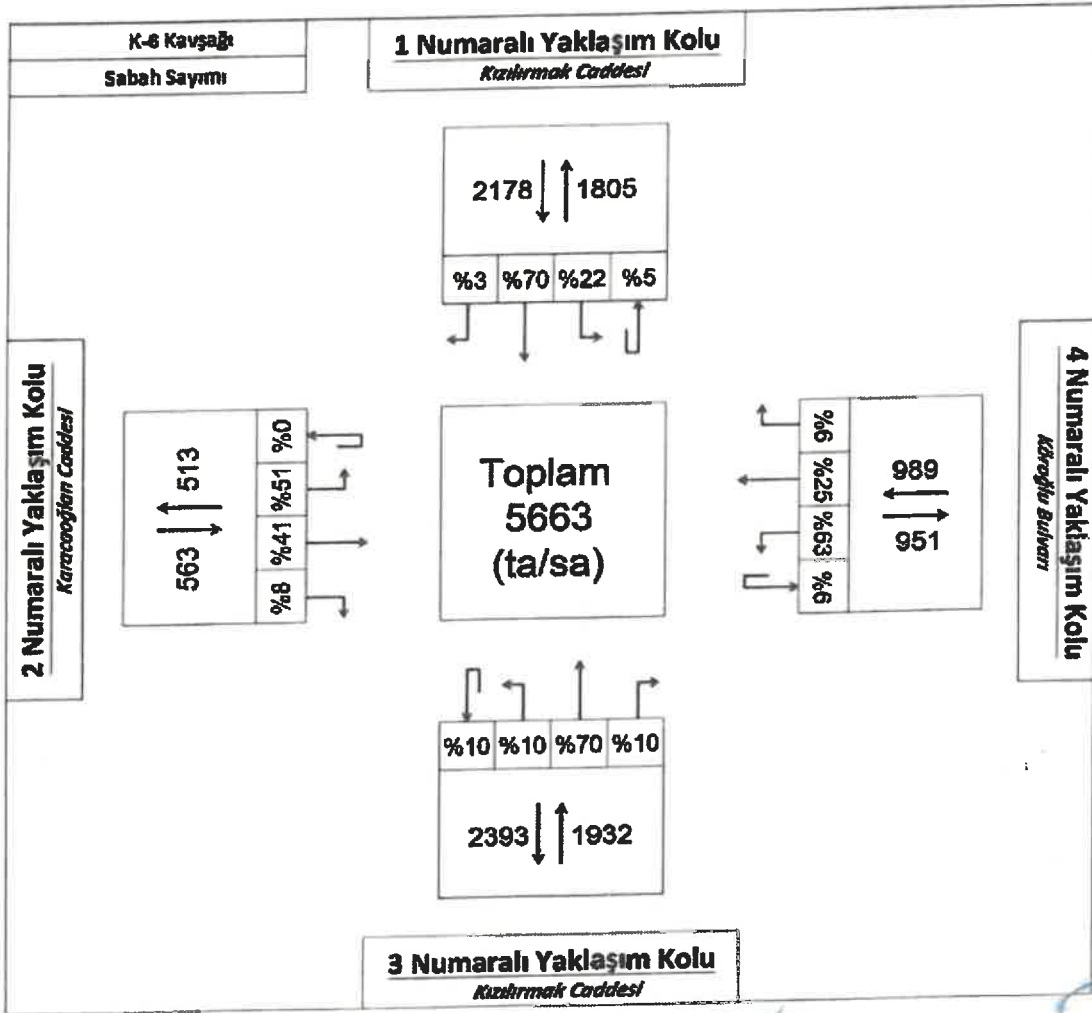 K-6 Kavşağı
Sabah Sayımı
1 Numaralı Yaklaşım Kolu
Kızılırmak Caddesi
2178 1805
%3 %70 %22 %5
2 Numaralı Yaklaşım Kolu
Karacaoğlan Caddesi
513
563
%0
%51
%41
%8
Toplam
5663
(ta/sa)
%6
%25
%63
%6
989
951
4 Numaralı Yaklaşım Kolu
Köroğlu Bulvarı
%10 %10 %70 %10
2393 1932
3 Numaralı Yaklaşım Kolu
Kızılırmak Caddesi